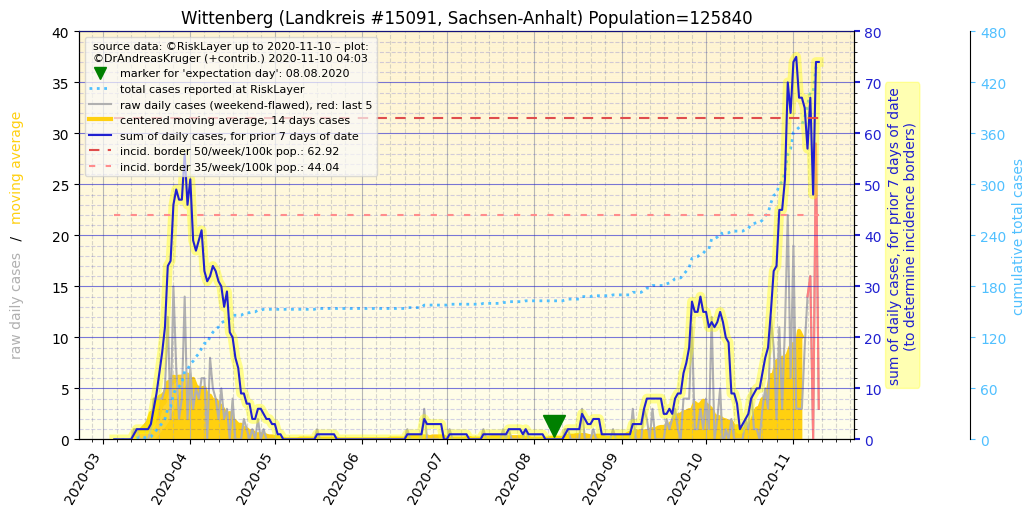 Wittenberg (Landkreis #15091, Sachsen-Anhalt) Population=125840
source data: ©RiskLayer up to 2020-11-10 – plot:
©DrAndreasKruger (+contrib.) 2020-11-10 04:03
marker for 'expectation day': 08.08.2020
total cases reported at RiskLayer
raw daily cases (weekend-flawed), red: last 5
centered moving average, 14 days cases
sum of daily cases, for prior 7 days of date
incid. border 50/week/100k pop.: 62.92
incid. border 35/week/100k pop.: 44.04
raw daily cases / moving average
40
35
30
25
20
15
10
5
0
2020-03
2020-04
2020-05
2020-06
2020-07
2020-08
2020-09
2020-10
2020-11
80
70
60
50
40
30
20
10
0
sum of daily cases, for prior 7 days of date
(to determine incidence borders)
480
420
360
300
240
180
120
60
0
cumulative total cases